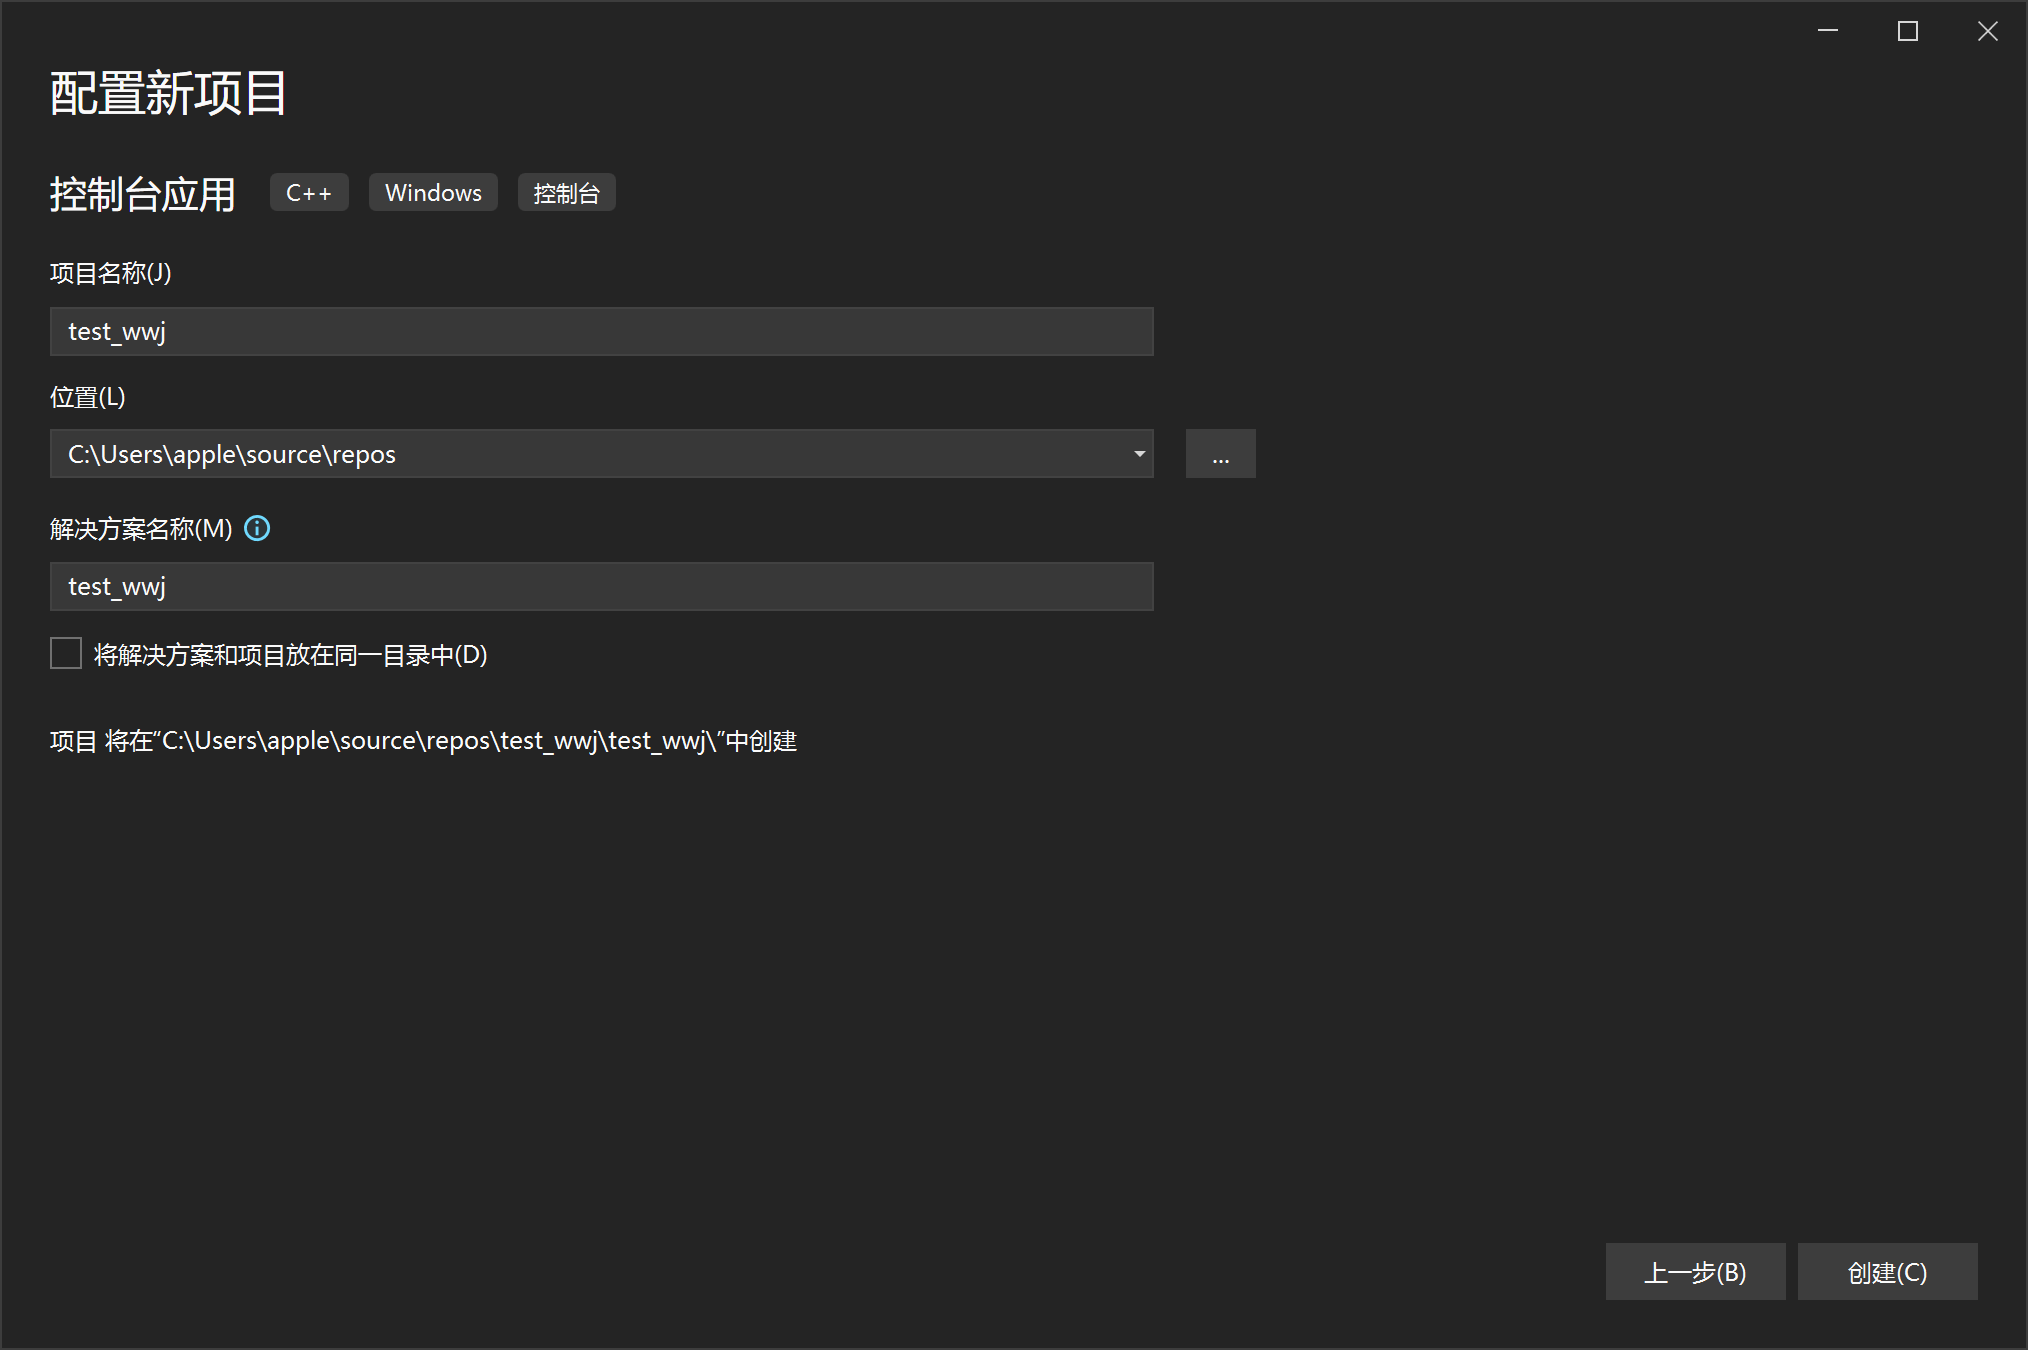 配置新项目
控制台应用 C++ Windows 控制台
项目名称(J)
test_wwj
位置(L)
C:\Users\apple\source\repos
...
解决方案名称(M)
test_wwj
将解决方案和项目放在同一目录中(D)
项目 将在“C:\Users\apple\source\repos\test_wwj\test_wwj\”中创建
上一步(B) 创建(C)